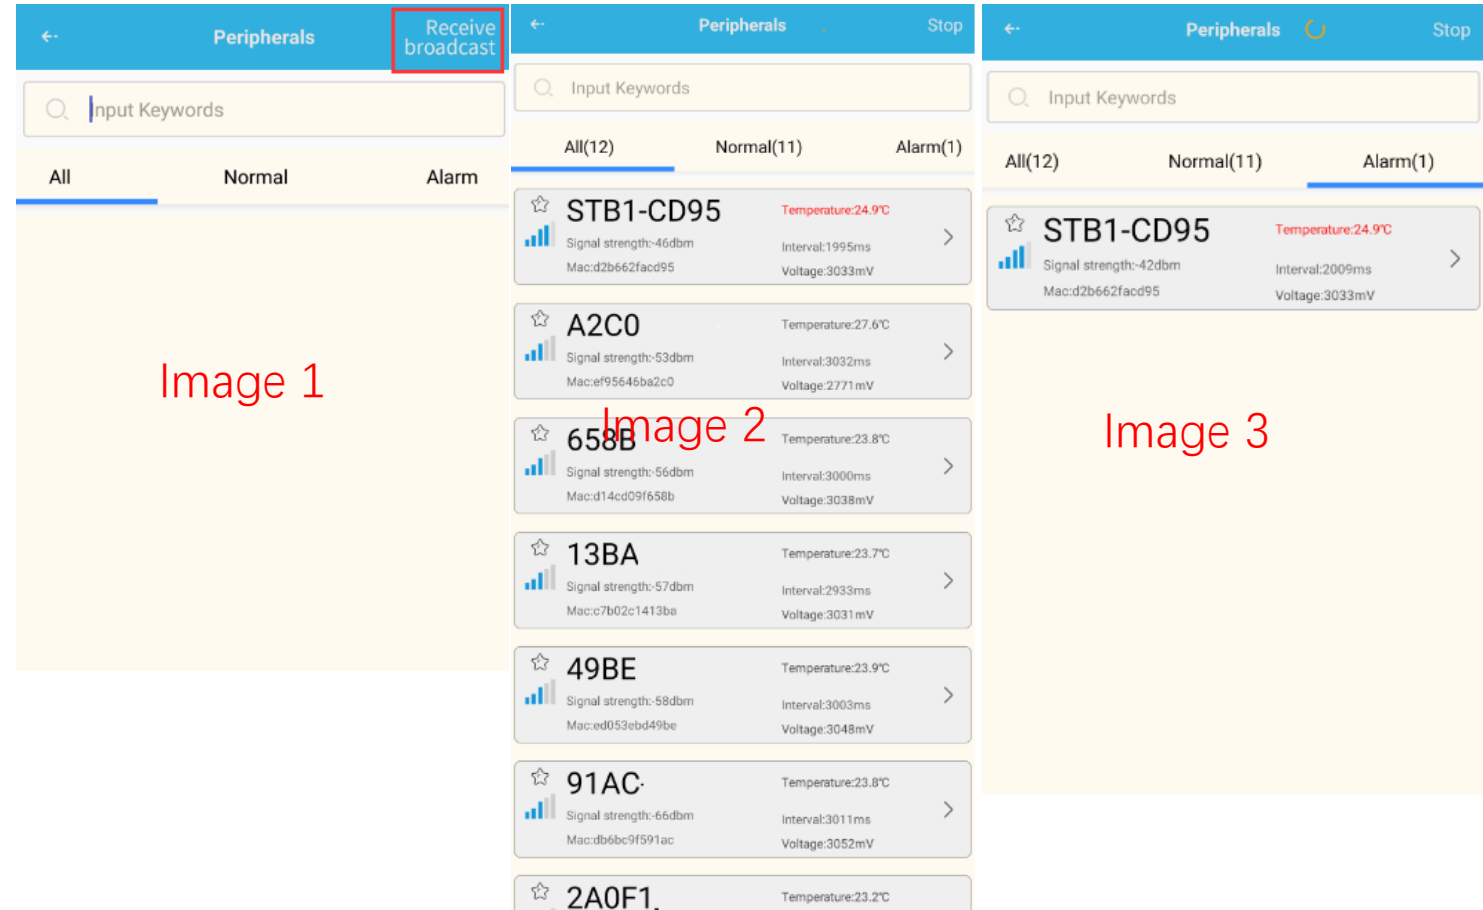 Peripherals
Receive
broadcast
Input Keywords
All Normal Alarm
Image 1
Peripherals Stop
Input Keywords
All(12) Normal(11) Alarm(1)
STB1-CD95
Temperature:24.9℃
Signal strength:-46dbm
Interval:1995ms
Mac:d2b662facd95
Voltage:3033mV
A2C0
Temperature:27.6℃
Signal strength:-53dbm
Interval:3032ms
Mac:ef95646ba2c0
Voltage:2771mV
Image 2
658B
Temperature:23.8℃
Signal strength:-56dbm
Interval:3000ms
Mac:d14cd09f658b
Voltage:3038mV
13BA
Temperature:23.7℃
Signal strength:-57dbm
Interval:2933ms
Mac:c7b02c1413ba
Voltage:3031mV
49BE
Temperature:23.9℃
Signal strength:-58dbm
Interval:3003ms
Mac:ed053ebd49be
Voltage:3048mV
91AC
Temperature:23.8℃
Signal strength:-66dbm
Interval:3011ms
Mac:db6bc9f591ac
Voltage:3052mV
2A0F1
Temperature:23.2℃
Peripherals Stop
Input Keywords
All(12) Normal(11) Alarm(1)
STB1-CD95
Temperature:24.9℃
Signal strength:-42dbm
Interval:2009ms
Mac:d2b662facd95
Voltage:3033mV
Image 3